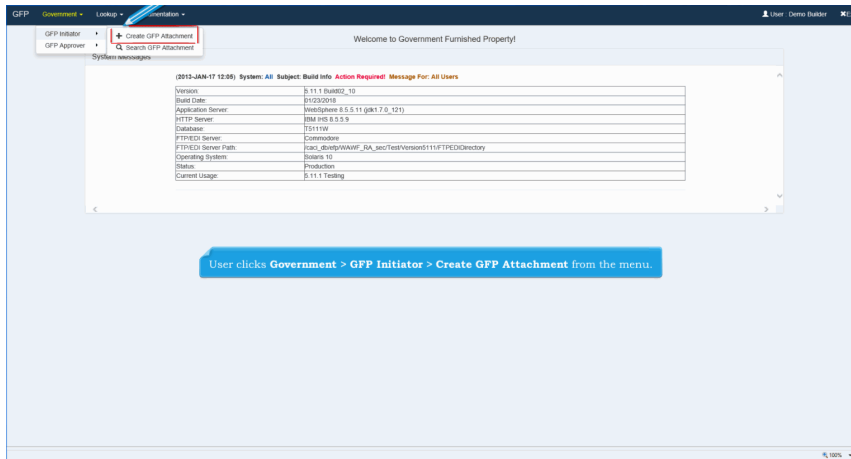 GFP Government Lookup User : Demo Builder
GFP Initiator Create GFP Attachment
GFP Approver Search GFP Attachment
Welcome to Government Furnished Property!
System Messages
(2013-JAN-17 12:05) System: All Subject: Build Info Action Required! Message For: All Users
Version: 5.11.1 Build02_10
Build Date: 01/23/2018
Application Server: WebSphere 8.5.5.11 (jdk1.7.0_121)
HTTP Server: IBM IHS 8.5.5.9
Database: T5111W
FTP/EDI Server: Commodore
FTP/EDI Server Path: /caci_db/efp/WAWF_RA_sec/Test/Version5111/FTPEDIDirectory
Operating System: Solaris 10
Status: Production
Current Usage: 5.11.1 Testing
User clicks Government > GFP Initiator > Create GFP Attachment from the menu.
100%